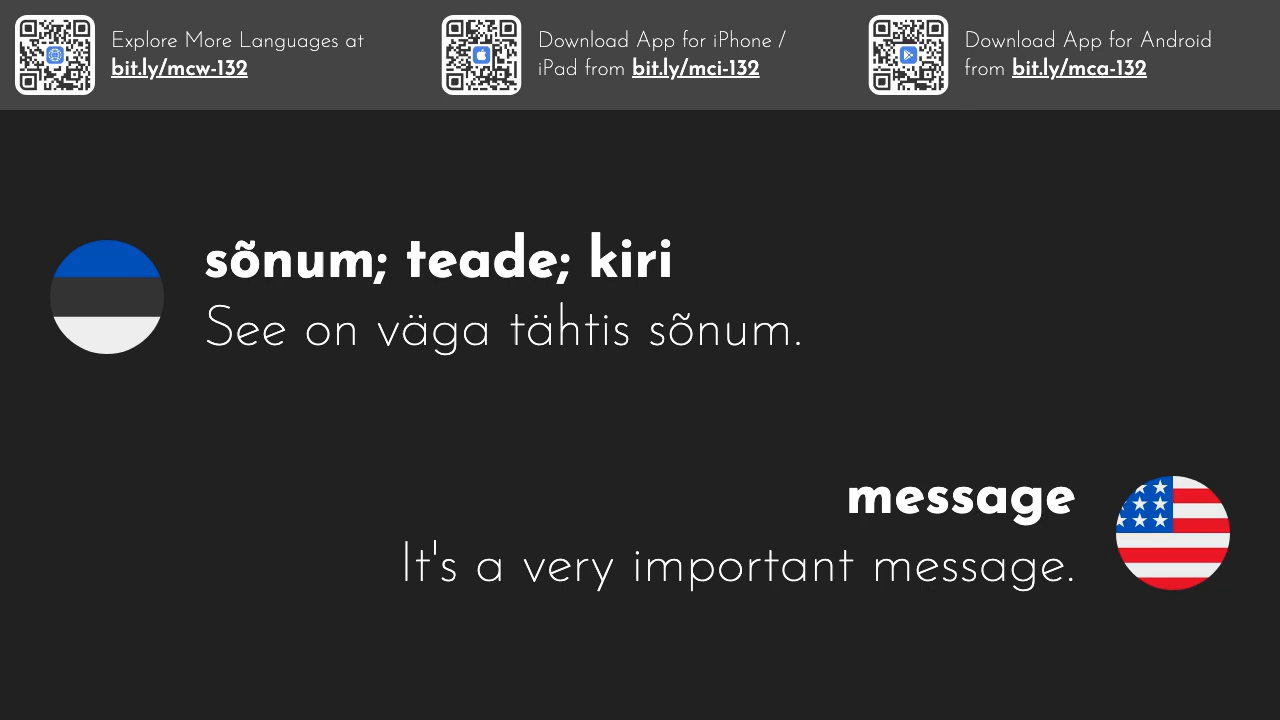 Explore More Languages at
bit.ly/mcw-132
Download App for iPhone /
iPad from bit.ly/mci-132
Download App for Android
from bit.ly/mca-132
sõnum; teade; kiri
See on väga tähtis sõnum.
message
It's a very important message.